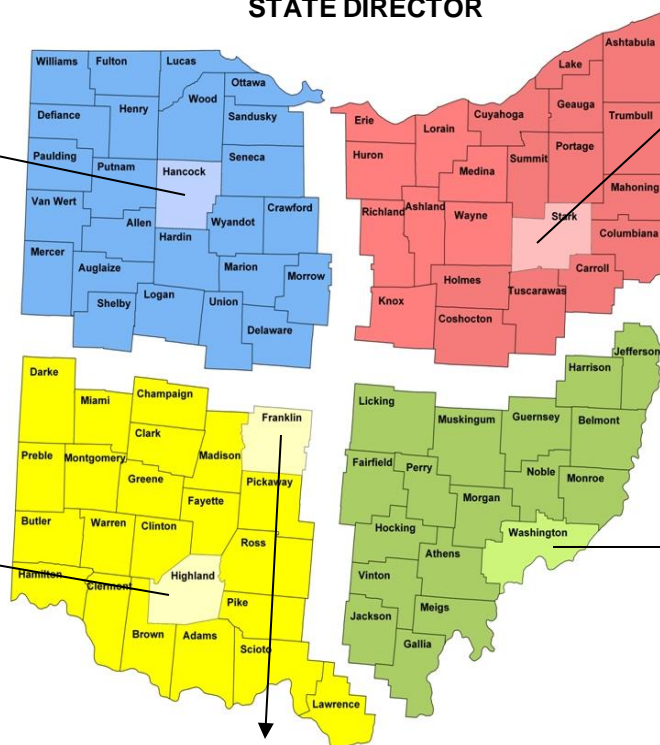 STATE DIRECTOR
Williams
Fulton
Lucas
Ottawa
Defiance
Henry
Wood
Sandusky
Paulding
Putnam
Hancock
Seneca
Van Wert
Allen
Hardin
Wyandot
Crawford
Mercer
Auglaize
Marion
Morrow
Shelby
Logan
Union
Delaware
Ashtabula
Lake
Geauga
Trumbull
Erie
Lorain
Cuyahoga
Huron
Medina
Summit
Portage
Mahoning
Richland
Ashland
Wayne
Stark
Columbiana
Holmes
Tuscarawas
Carroll
Knox
Coshocton
Darke
Miami
Champaign
Franklin
Clark
Madison
Preble
Montgomery
Greene
Pickaway
Fayette
Butler
Warren
Clinton
Ross
Hamilton
Clermont
Highland
Pike
Brown
Adams
Scioto
Lawrence
Jefferson
Harrison
Licking
Muskingum
Guernsey
Belmont
Fairfield
Perry
Noble
Monroe
Morgan
Hocking
Washington
Athens
Vinton
Meigs
Jackson
Gallia